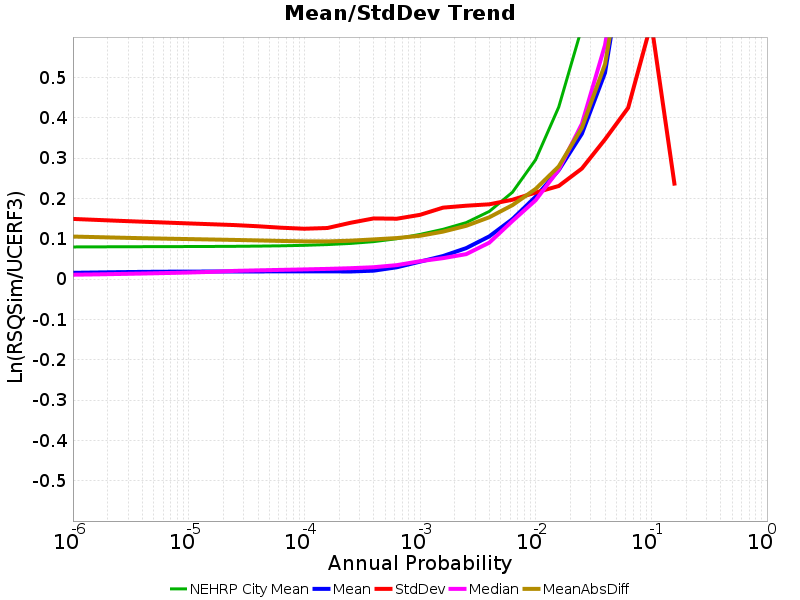 Mean/StdDev Trend
Ln(RSQSim/UCERF3)
0.5
0.4
0.3
0.2
0.1
0
-0.1
-0.2
-0.3
-0.4
-0.5
10^-6 10^-5 10^-4 10^-3 10^-2 10^-1 10^0
Annual Probability
NEHRP City Mean Mean StdDev Median MeanAbsDiff